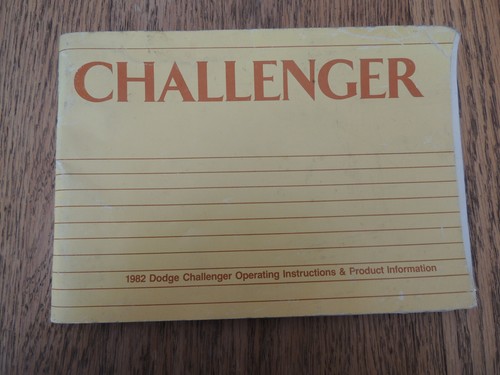 CHALLENGER
1982 Dodge Challenger Operating Instructions & Product Information